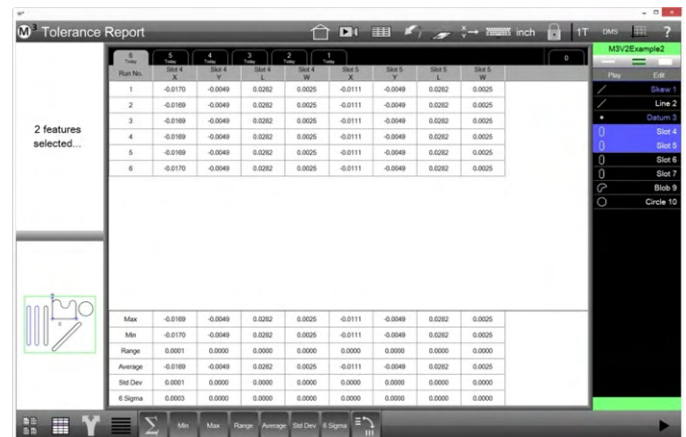 M3 Tolerance Report inch 1T DMS ?
M3V2Example2
Play Edit
2 features
selected...
6 Today 5 Today 4 Today 3 Today 2 Today 1 Today 0
Run No. Slot 4 X Slot 4 Y Slot 4 L Slot 4 W Slot 5 X Slot 5 Y Slot 5 L Slot 5 W
1 -0.0170 -0.0049 0.0282 0.0025 -0.0111 -0.0049 0.0282 0.0025
2 -0.0169 -0.0049 0.0282 0.0025 -0.0111 -0.0049 0.0282 0.0025
3 -0.0169 -0.0049 0.0282 0.0025 -0.0111 -0.0049 0.0282 0.0025
4 -0.0169 -0.0049 0.0282 0.0025 -0.0111 -0.0049 0.0282 0.0025
5 -0.0169 -0.0049 0.0282 0.0025 -0.0111 -0.0049 0.0282 0.0025
6 -0.0170 -0.0049 0.0282 0.0025 -0.0111 -0.0049 0.0282 0.0025
Max -0.0169 -0.0049 0.0282 0.0025 -0.0111 -0.0049 0.0282 0.0025
Min -0.0170 -0.0049 0.0282 0.0025 -0.0111 -0.0049 0.0282 0.0025
Range 0.0001 0.0000 0.0000 0.0000 0.0000 0.0000 0.0000 0.0000
Average -0.0169 -0.0049 0.0282 0.0025 -0.0111 -0.0049 0.0282 0.0025
Std Dev 0.0001 0.0000 0.0000 0.0000 0.0000 0.0000 0.0000 0.0000
6 Sigma 0.0003 0.0000 0.0000 0.0000 0.0000 0.0000 0.0000 0.0000
Skew 1
Line 2
Datum 3
Slot 4
Slot 5
Slot 6
Slot 7
Blob 9
Circle 10
Σ Min Max Range Average Std Dev 6 Sigma